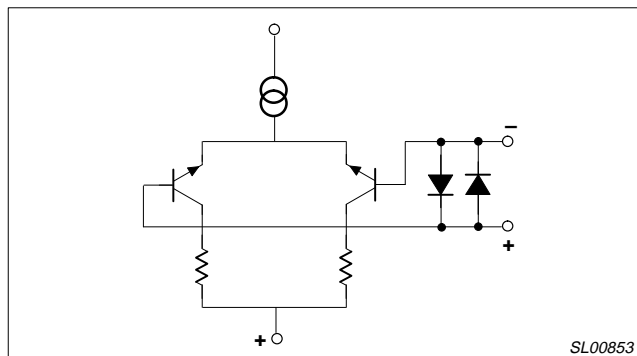 –
+
+
SL00853